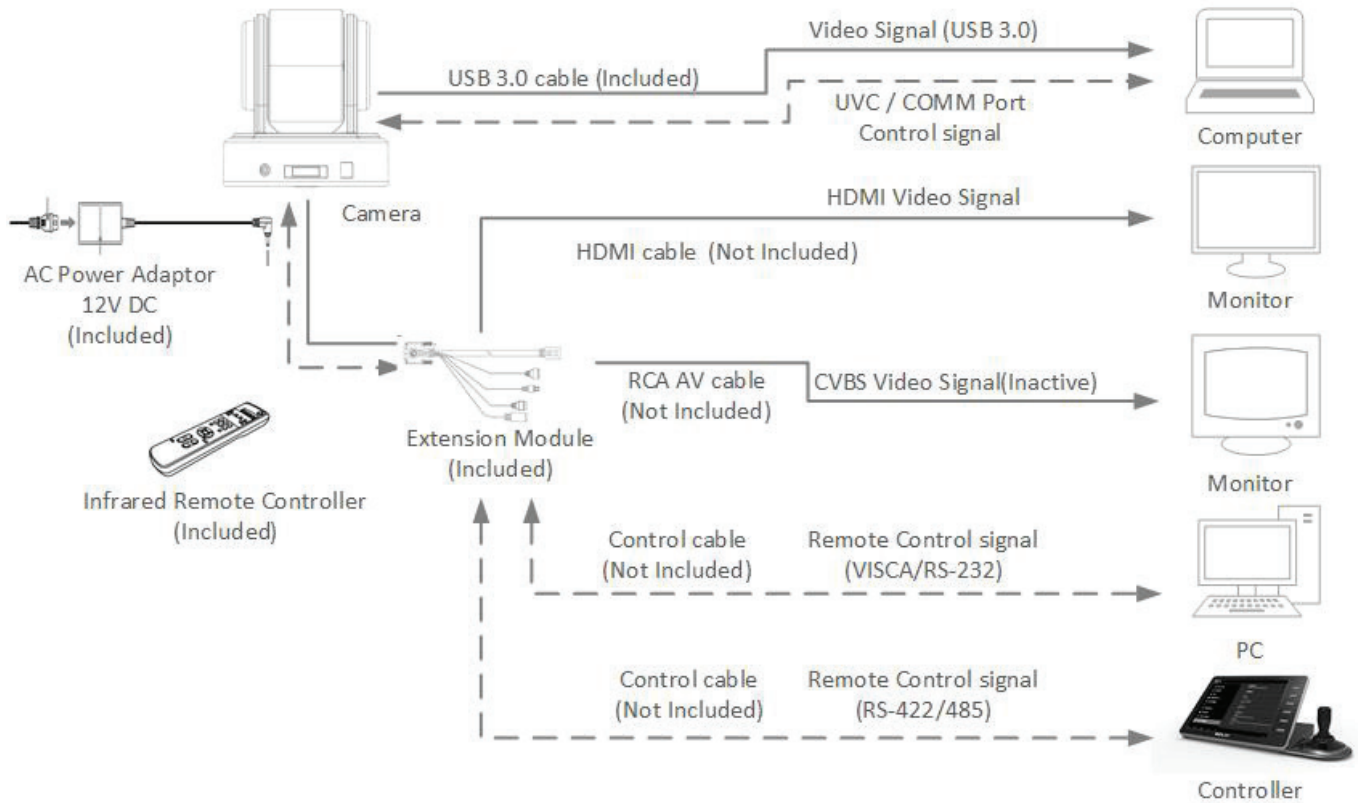 Video Signal (USB 3.0)
USB 3.0 cable (Included)
UVC / COMM Port
Control signal
Computer
Camera
HDMI Video Signal
HDMI cable (Not Included)
Monitor
AC Power Adaptor
12V DC
(Included)
RCA AV cable
(Not Included)
CVBS Video Signal(Inactive)
Extension Module
(Included)
Monitor
Infrared Remote Controller
(Included)
Control cable
(Not Included)
Remote Control signal
(VISCA/RS-232)
PC
Control cable
(Not Included)
Remote Control signal
(RS-422/485)
Controller